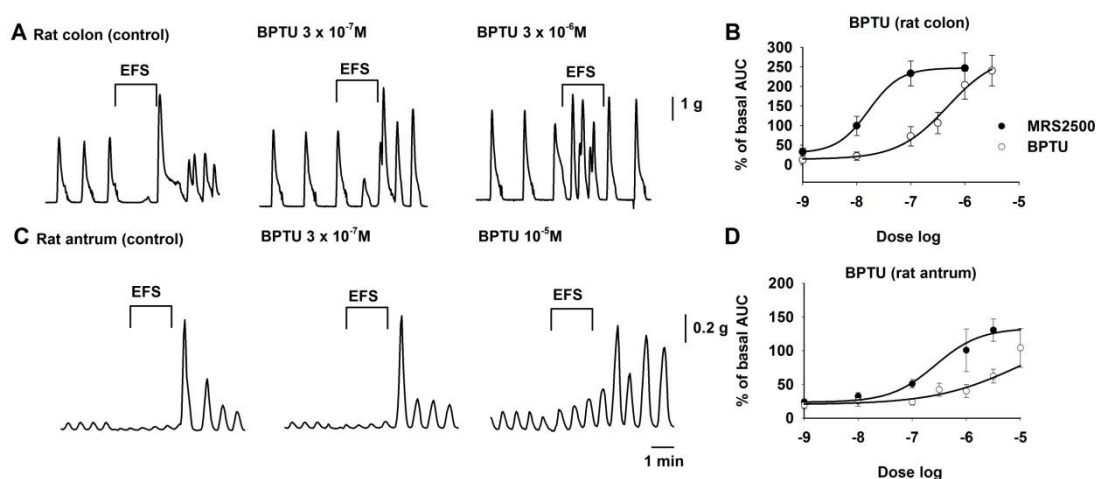 A Rat colon (control)
BPTU 3 x 10⁻⁷M
BPTU 3 x 10⁻⁶M
EFS
EFS
EFS
1 g
B
BPTU (rat colon)
% of basal AUC
300
250
200
150
100
50
0
-9 -8 -7 -6 -5
Dose log
MRS2500
BPTU
C Rat antrum (control)
BPTU 3 x 10⁻⁷M
BPTU 10⁻⁵M
EFS
EFS
EFS
0.2 g
1 min
D
BPTU (rat antrum)
% of basal AUC
200
150
100
50
0
-9 -8 -7 -6 -5
Dose log